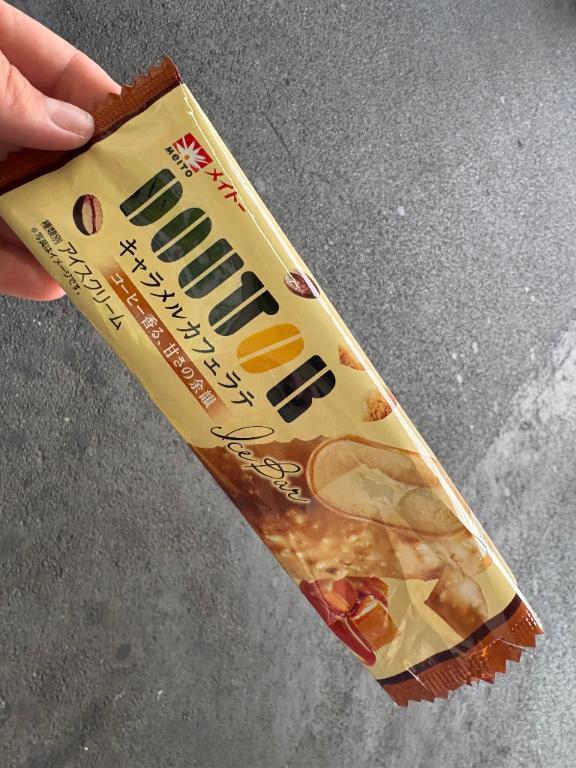 MEITO
メイトー
DOUTOR
キャラメルカフェラテ
コーヒー香る、甘さの余韻
Ice Bar
種類別 アイスクリーム
※写真はイメージです。